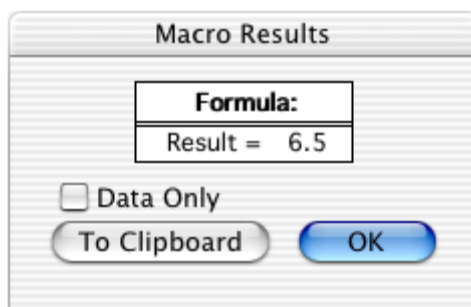 Macro Results
Formula:
Result = 6.5
Data Only
To Clipboard OK